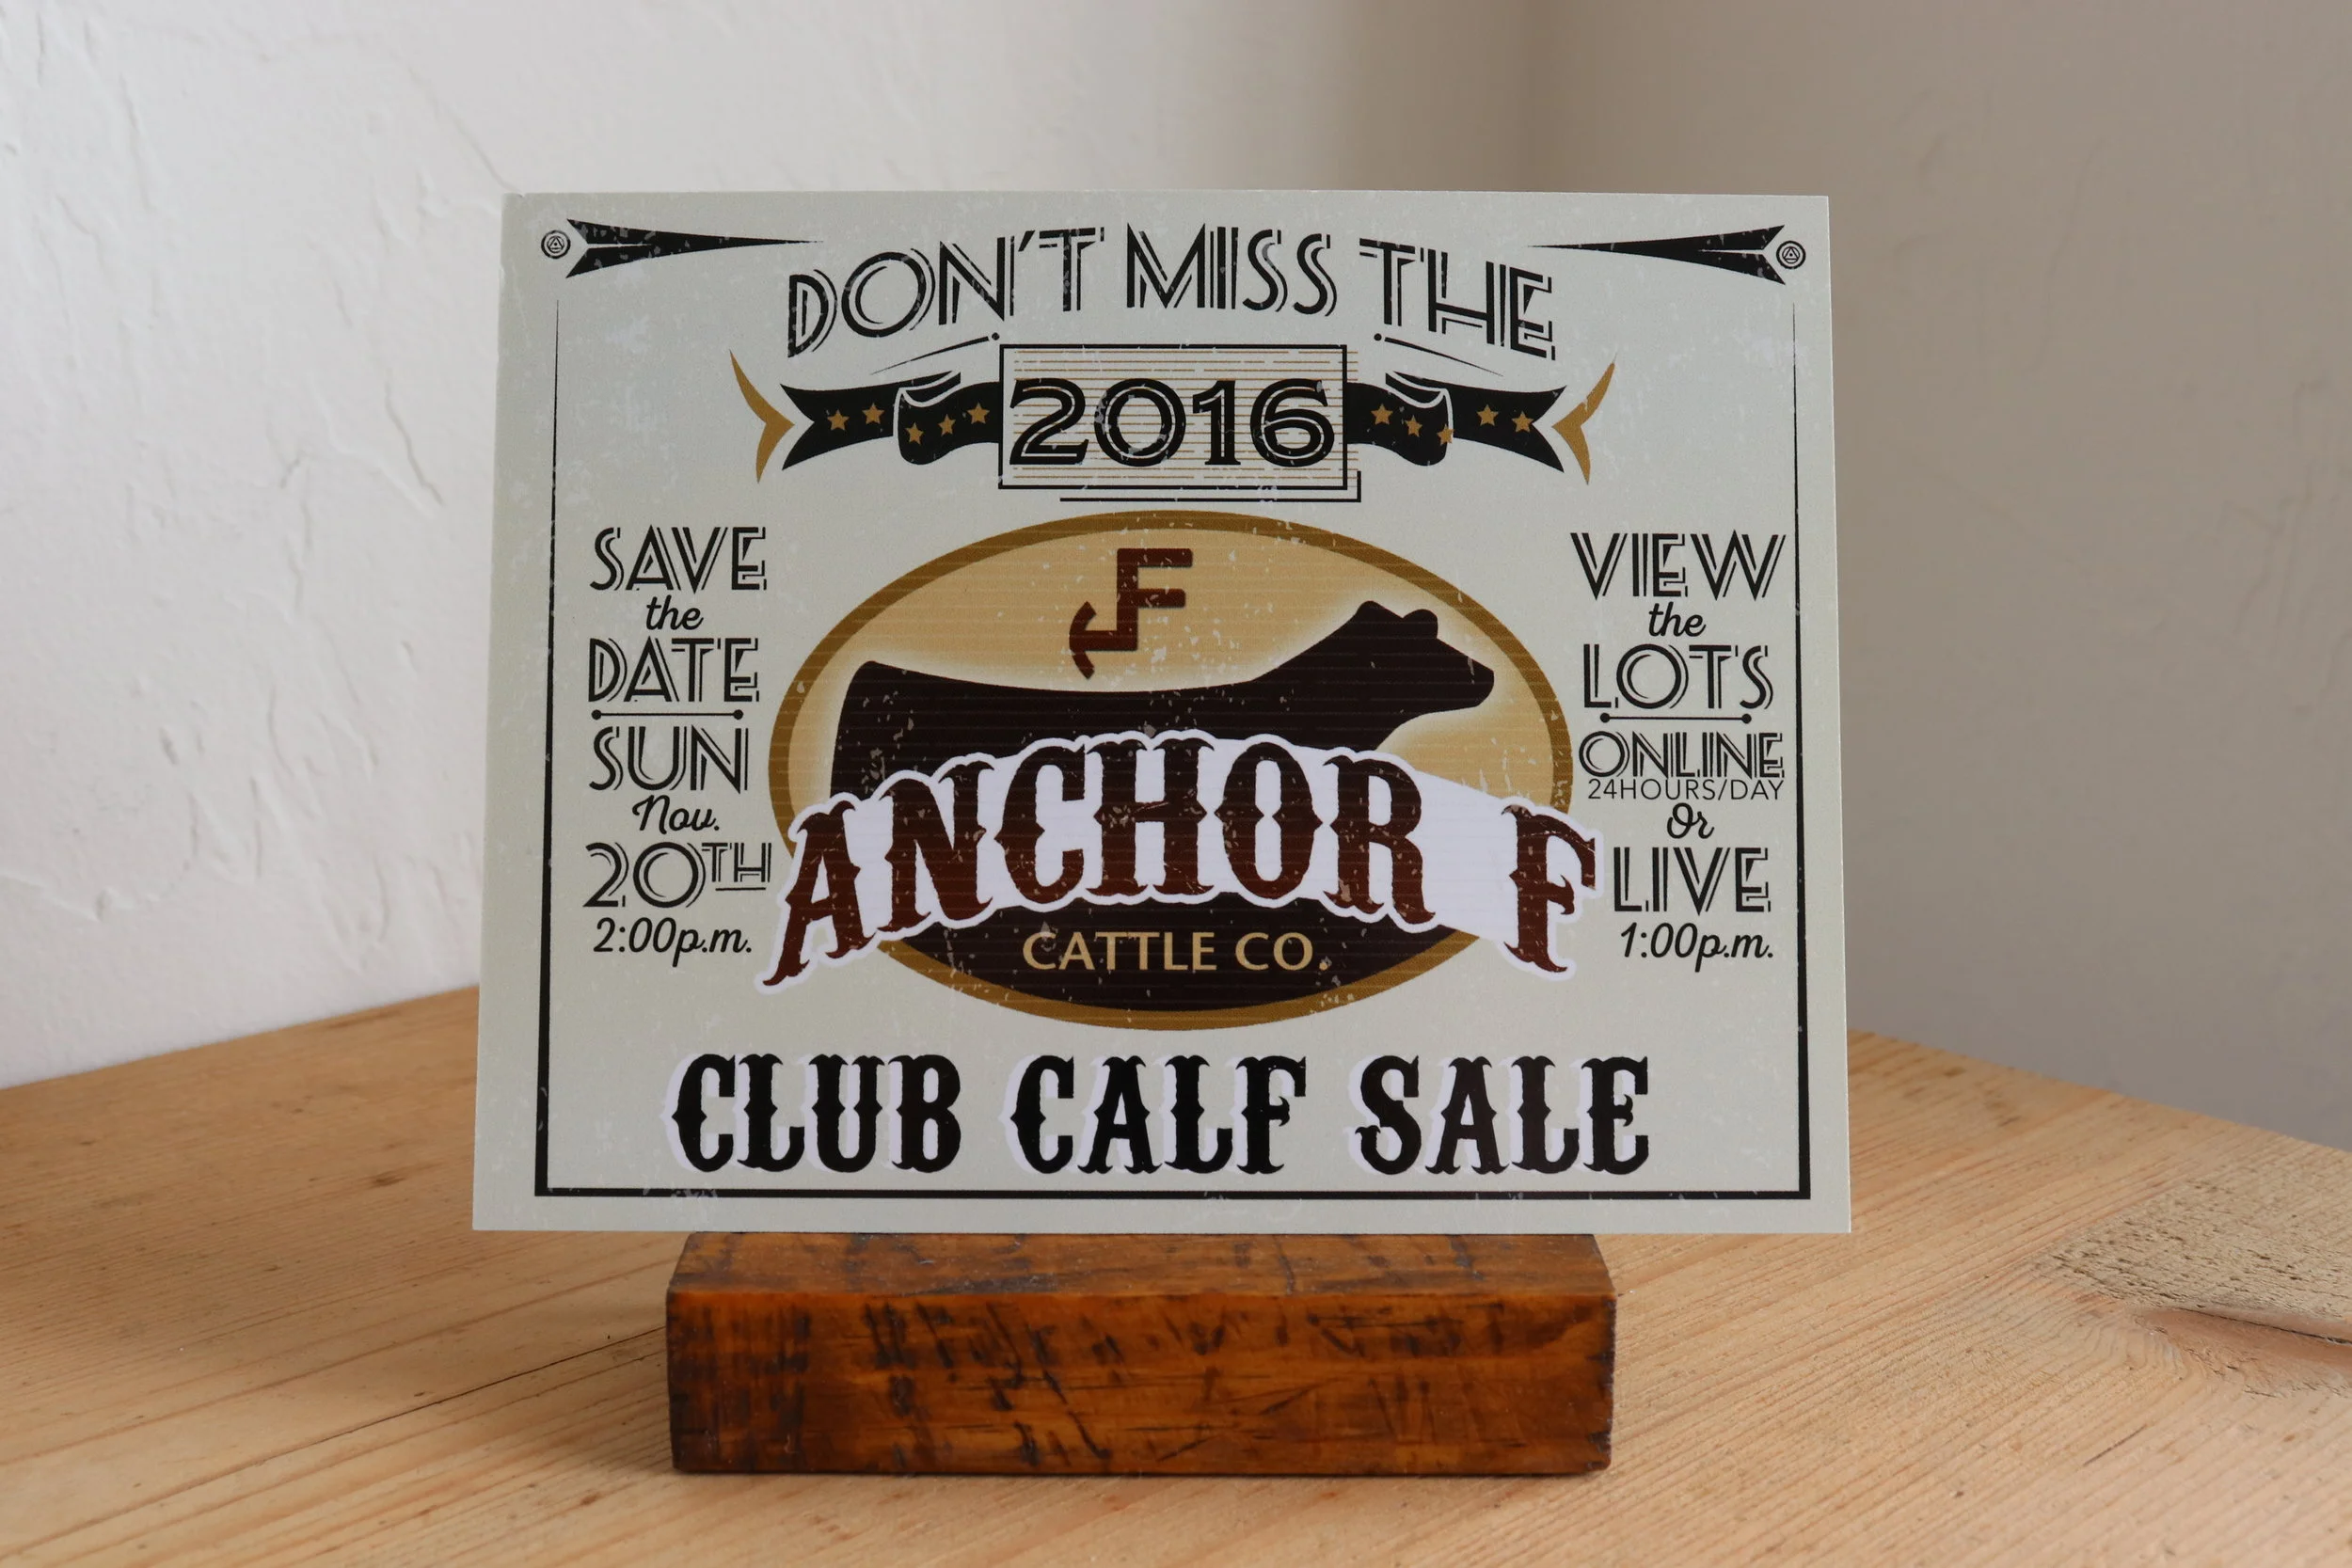 DON'T MISS THE
2016
SAVE
the
DATE
SUN
Nov.
20TH
2:00p.m.
F
ANCHOR F
CATTLE CO.
VIEW
the
LOTS
ONLINE
24HOURS/DAY
Or
LIVE
1:00p.m.
CLUB CALF SALE